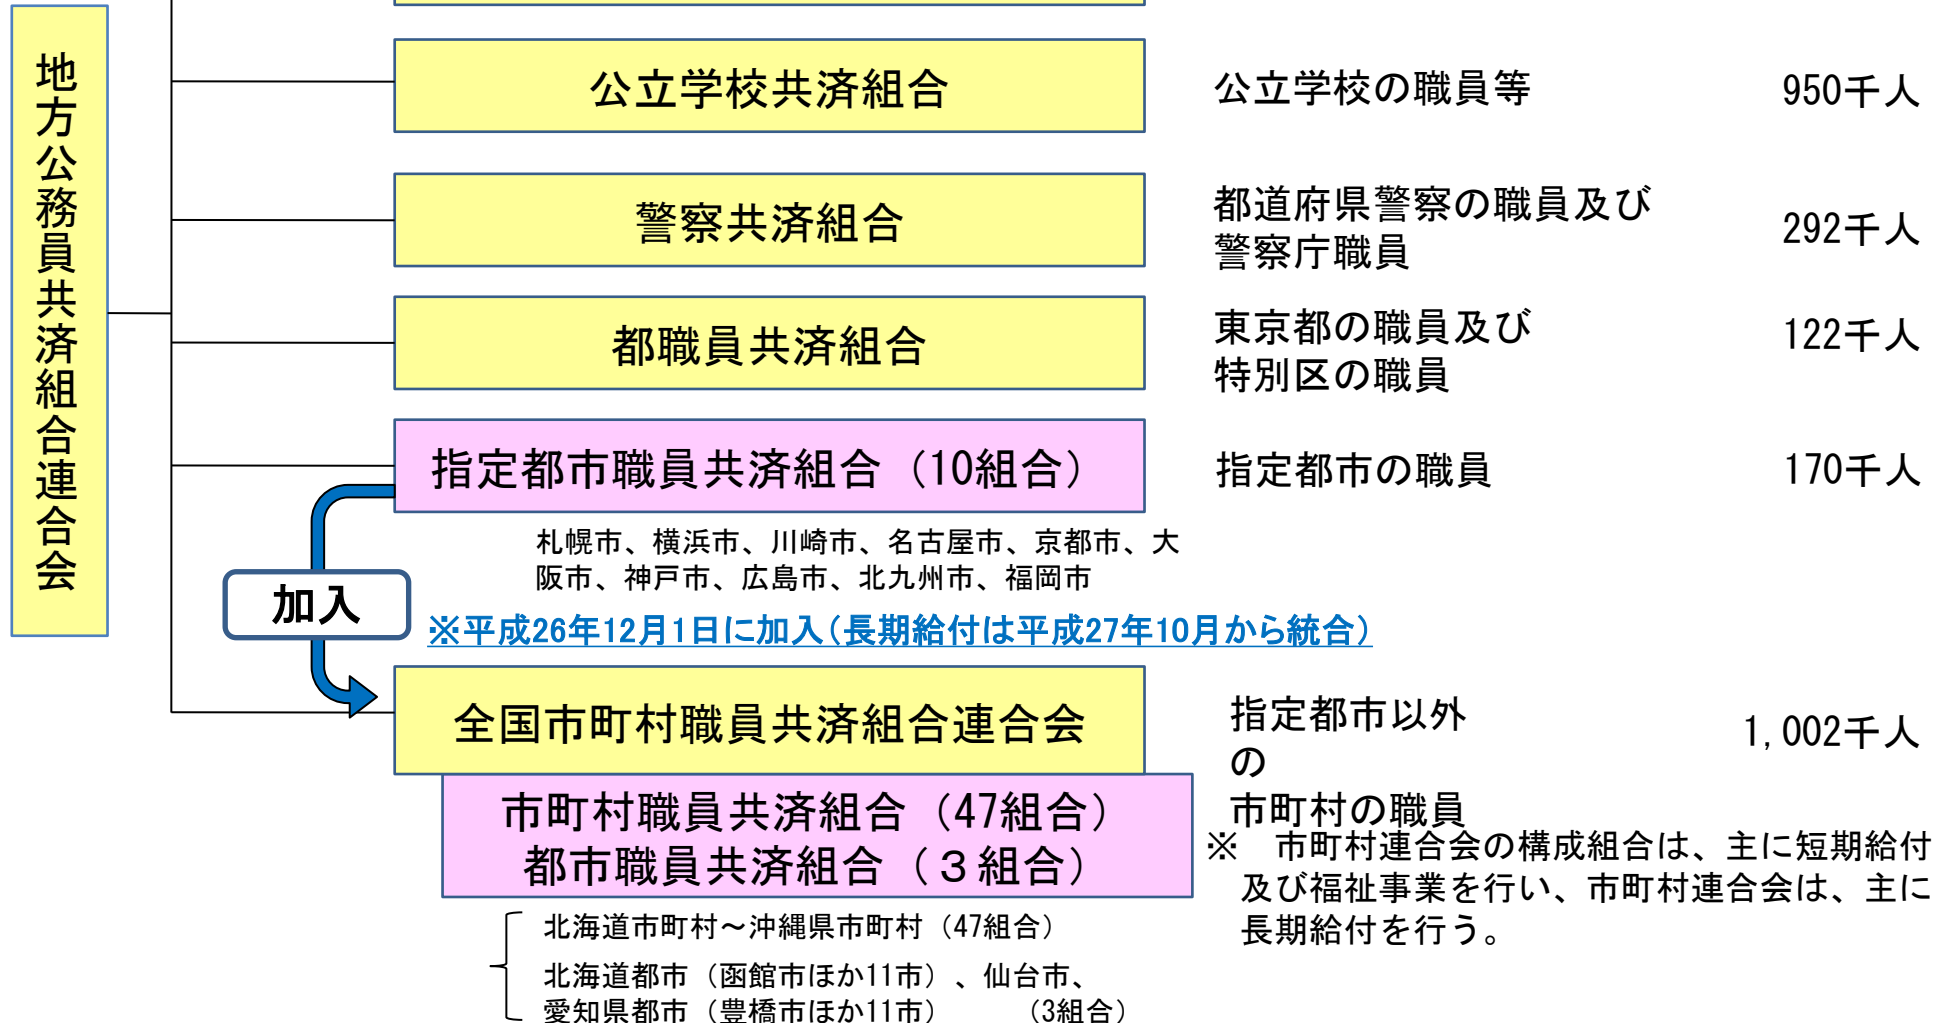 地方公務員共済組合連合会
公立学校共済組合
公立学校の職員等
950千人
警察共済組合
都道府県警察の職員及び
警察庁職員
292千人
都職員共済組合
東京都の職員及び
特別区の職員
122千人
指定都市職員共済組合（10組合）
指定都市の職員
170千人
札幌市、横浜市、川崎市、名古屋市、京都市、大
阪市、神戸市、広島市、北九州市、福岡市
加入
※平成26年12月1日に加入（長期給付は平成27年10月から統合）
全国市町村職員共済組合連合会
指定都市以外
の
市町村の職員
1,002千人
市町村職員共済組合（47組合）
都市職員共済組合（３組合）
※　市町村連合会の構成組合は、主に短期給付
及び福祉事業を行い、市町村連合会は、主に
長期給付を行う。
北海道市町村～沖縄県市町村（47組合）
北海道都市（函館市ほか11市）、仙台市、
愛知県都市（豊橋市ほか11市）　　（3組合）